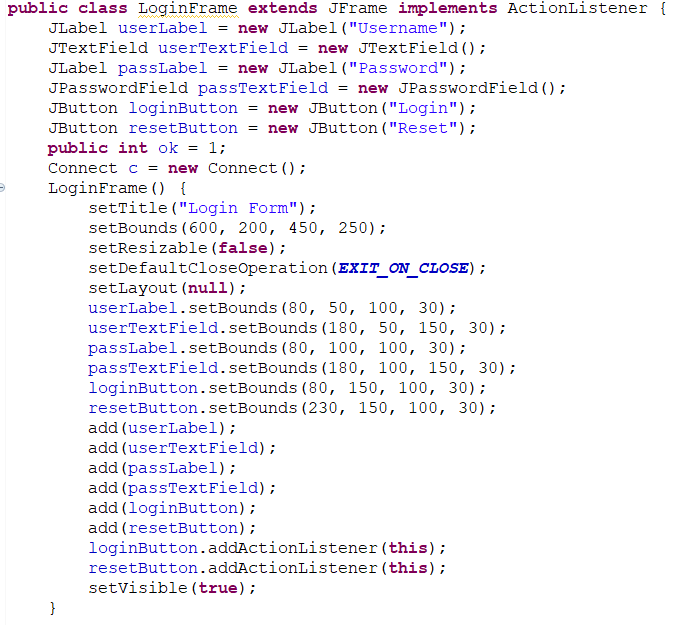 public class LoginFrame extends JFrame implements ActionListener {
    JLabel userLabel = new JLabel("Username");
    JTextField userTextField = new JTextField();
    JLabel passLabel = new JLabel("Password");
    JPasswordField passTextField = new JPasswordField();
    JButton loginButton = new JButton("Login");
    JButton resetButton = new JButton("Reset");
    public int ok = 1;
    Connect c = new Connect();
    LoginFrame() {
        setTitle("Login Form");
        setBounds(600, 200, 450, 250);
        setResizable(false);
        setDefaultCloseOperation(EXIT_ON_CLOSE);
        setLayout(null);
        userLabel.setBounds(80, 50, 100, 30);
        userTextField.setBounds(180, 50, 150, 30);
        passLabel.setBounds(80, 100, 100, 30);
        passTextField.setBounds(180, 100, 150, 30);
        loginButton.setBounds(80, 150, 100, 30);
        resetButton.setBounds(230, 150, 100, 30);
        add(userLabel);
        add(userTextField);
        add(passLabel);
        add(passTextField);
        add(loginButton);
        add(resetButton);
        loginButton.addActionListener(this);
        resetButton.addActionListener(this);
        setVisible(true);
    }